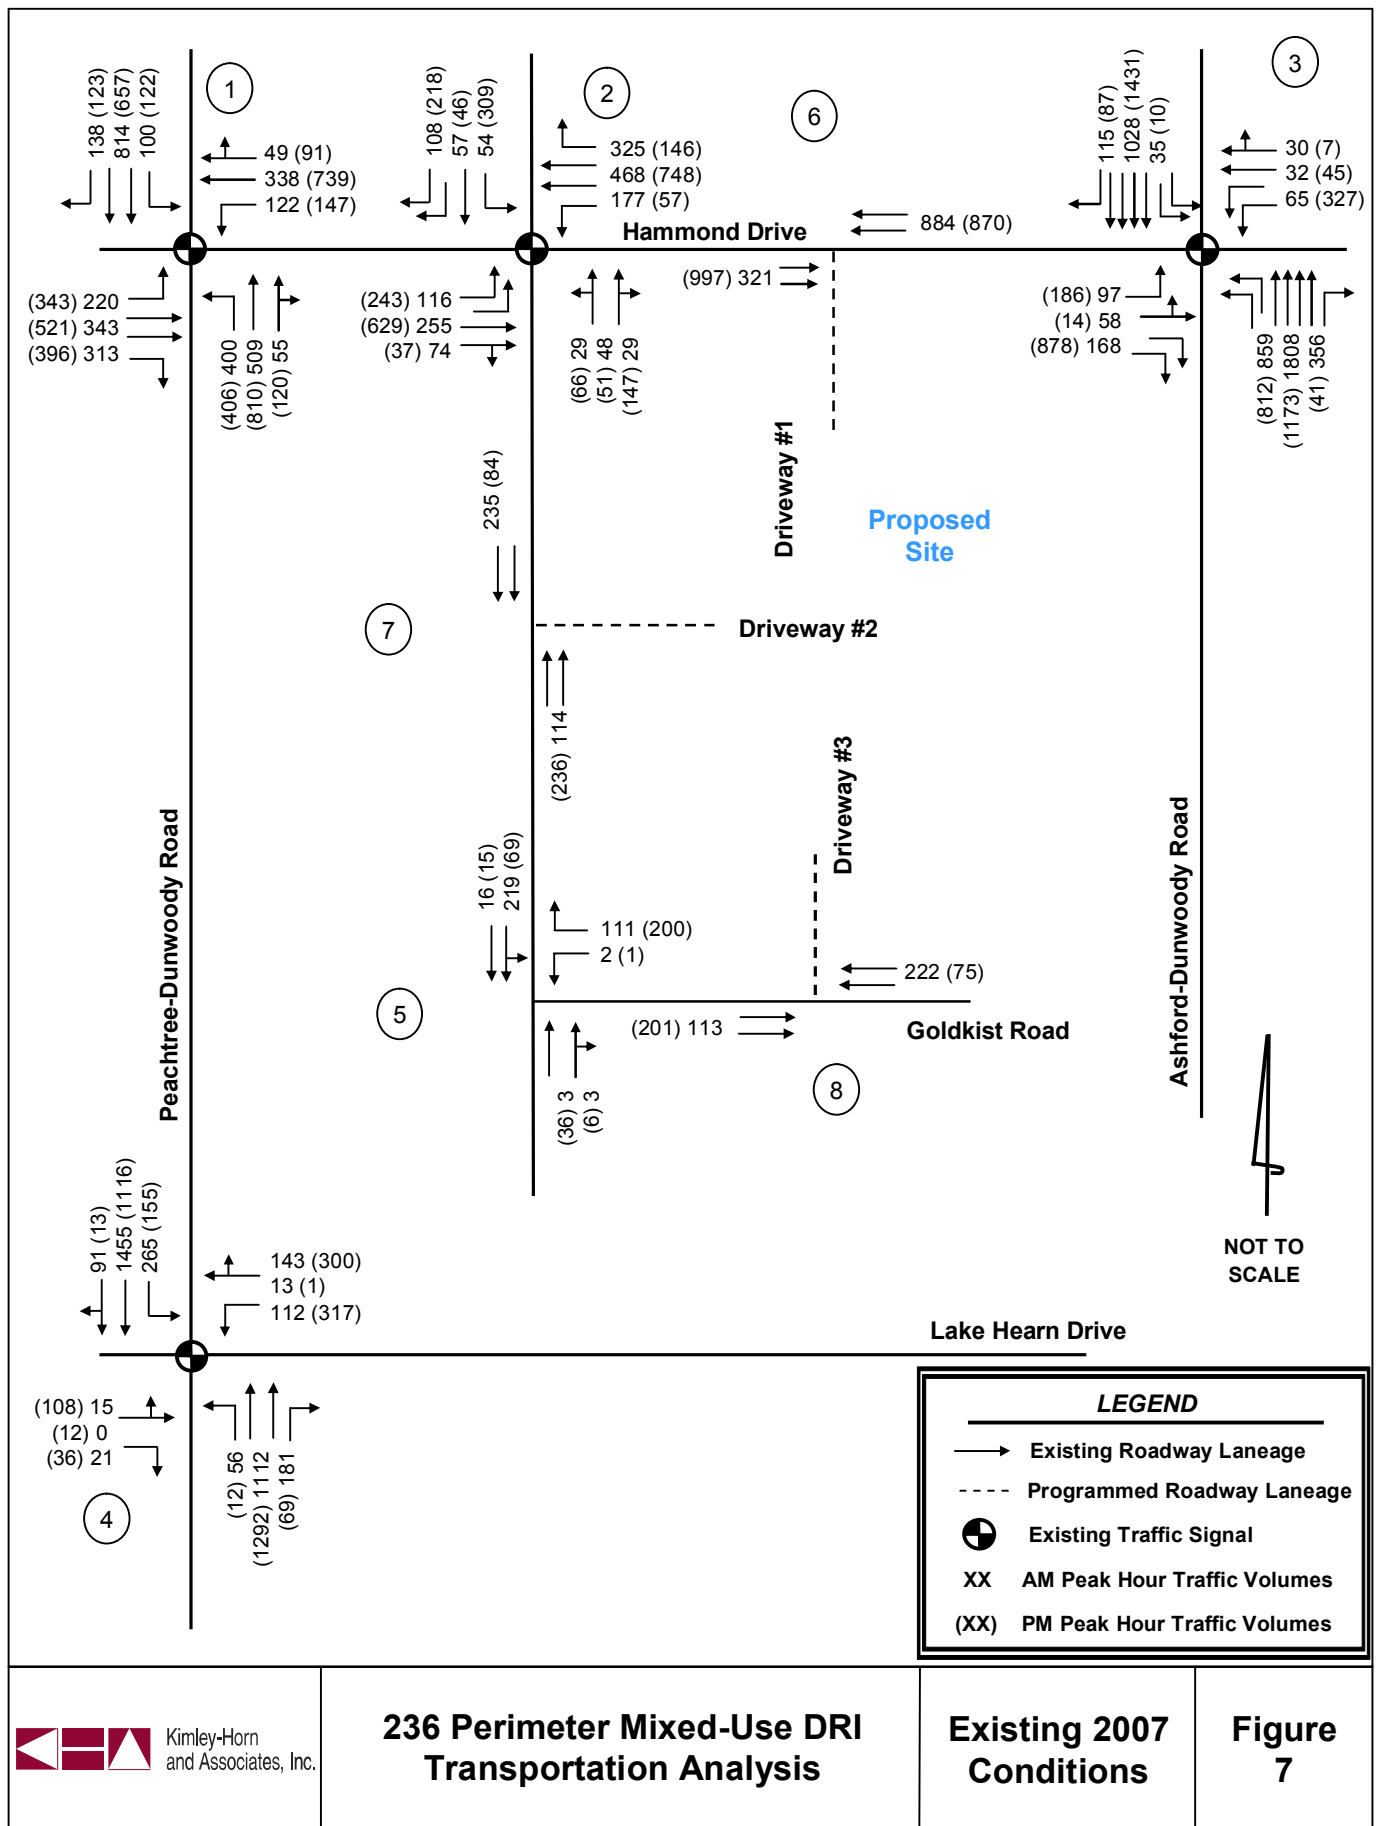 138 (123)
814 (657)
100 (122)
1
49 (91)
338 (739)
122 (147)
108 (218)
57 (46)
54 (309)
2
325 (146)
468 (748)
177 (57)
6
115 (87)
1028 (1431)
35 (10)
3
30 (7)
32 (45)
65 (327)
Hammond Drive
884 (870)
(343) 220
(521) 343
(396) 313
(406) 400
(810) 509
(120) 55
(243) 116
(629) 255
(37) 74
(66) 29
(51) 48
(147) 29
(997) 321
(186) 97
(14) 58
(878) 168
(812) 859
(1173) 1808
(41) 356
Driveway #1
235 (84)
Proposed
Site
7
Driveway #2
(236) 114
Driveway #3
Peachtree-Dunwoody Road
Ashford-Dunwoody Road
16 (15)
219 (69)
111 (200)
2 (1)
222 (75)
5
(201) 113
Goldkist Road
(36) 3
(6) 3
8
91 (13)
1455 (1116)
265 (155)
143 (300)
13 (1)
112 (317)
NOT TO
SCALE
Lake Hearn Drive
(108) 15
(12) 0
(36) 21
(12) 56
(1292) 1112
(69) 181
4
LEGEND
Existing Roadway Laneage
Programmed Roadway Laneage
Existing Traffic Signal
XX AM Peak Hour Traffic Volumes
(XX) PM Peak Hour Traffic Volumes
Kimley-Horn
and Associates, Inc.
236 Perimeter Mixed-Use DRI
Transportation Analysis
Existing 2007
Conditions
Figure
7